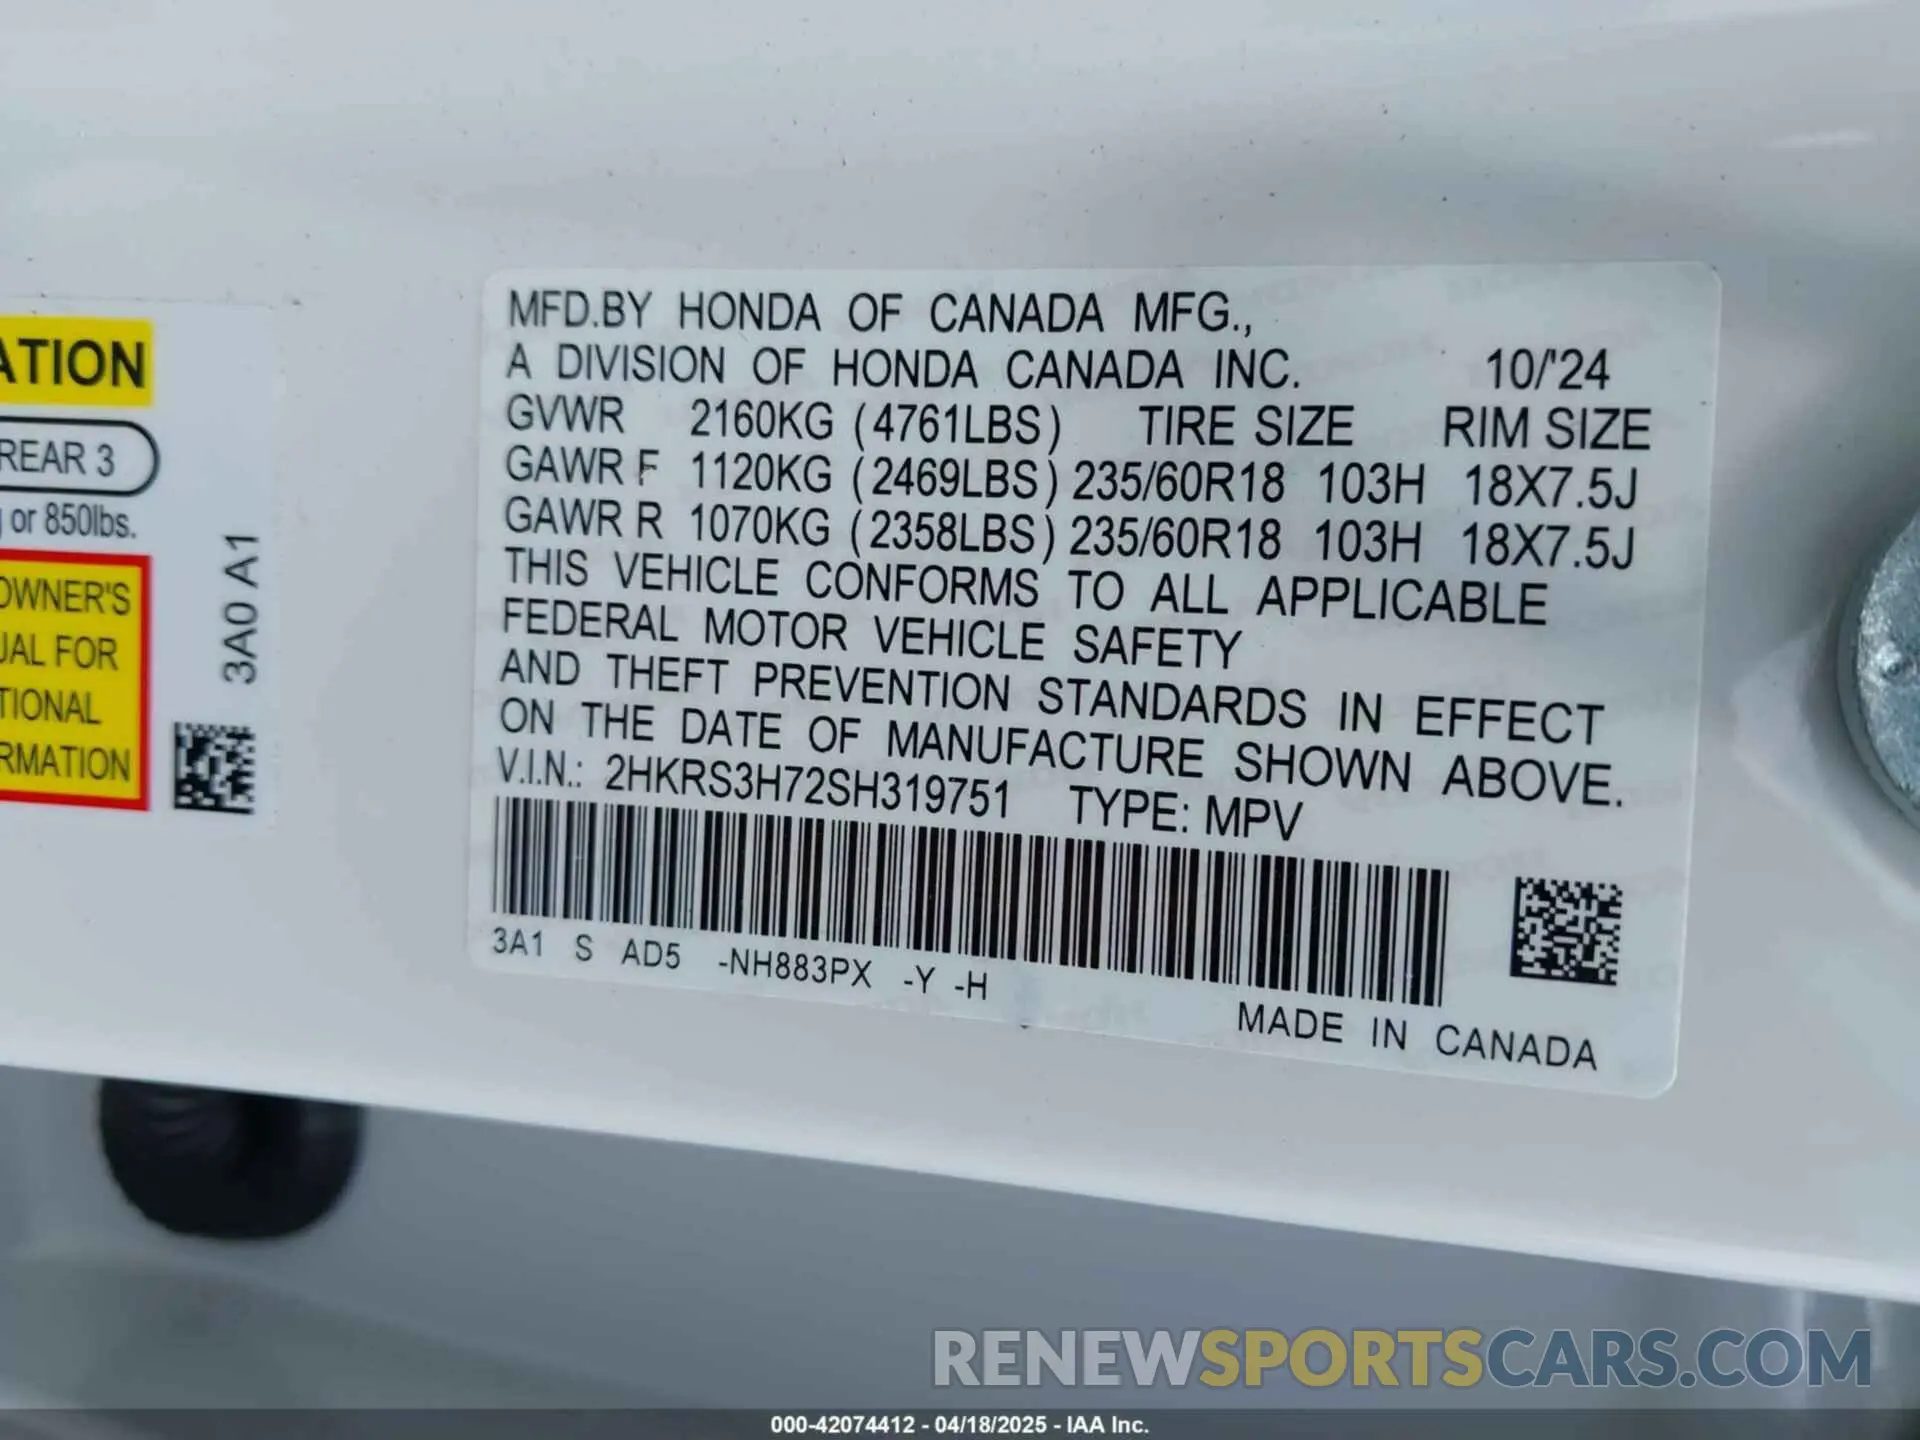 ATION
REAR 3
or 850lbs.
OWNER'S
UAL FOR
TIONAL
RMATION
3A0 A1
MFD.BY HONDA OF CANADA MFG.,
A DIVISION OF HONDA CANADA INC. 10/'24
GVWR 2160KG (4761LBS) TIRE SIZE RIM SIZE
GAWR F 1120KG (2469LBS) 235/60R18 103H 18X7.5J
GAWR R 1070KG (2358LBS) 235/60R18 103H 18X7.5J
THIS VEHICLE CONFORMS TO ALL APPLICABLE
FEDERAL MOTOR VEHICLE SAFETY
AND THEFT PREVENTION STANDARDS IN EFFECT
ON THE DATE OF MANUFACTURE SHOWN ABOVE.
V.I.N.: 2HKRS3H72SH319751 TYPE: MPV
3A1 S AD5 -NH883PX -Y -H
MADE IN CANADA
RENEWSPORTSCARS.COM
000-42074412 - 04/18/2025 - IAA Inc.